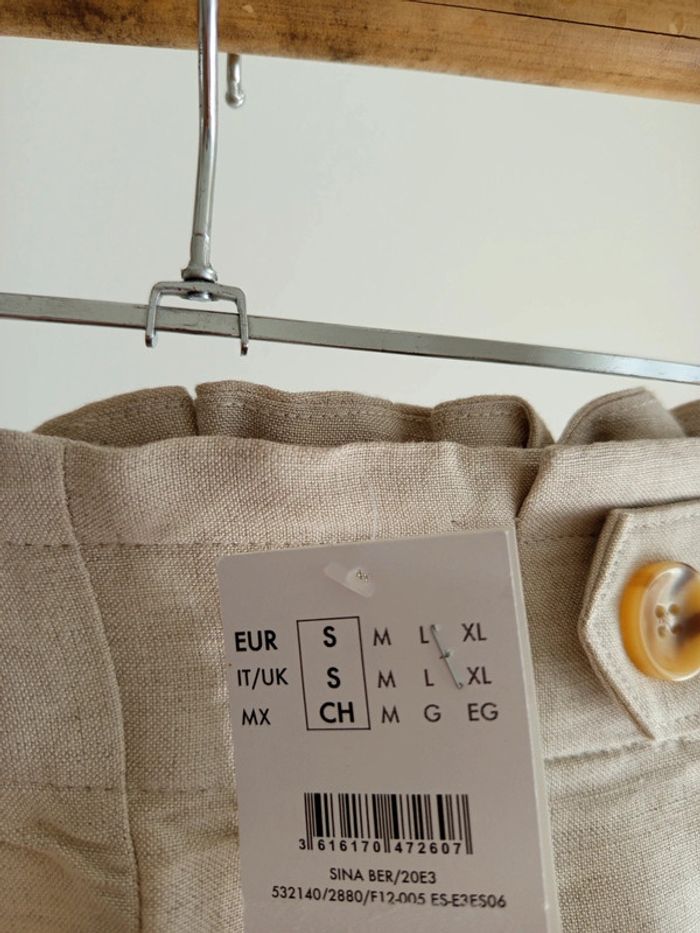 EUR S M L XL
IT/UK S M L XL
MX CH M G EG
3 616170 472607
SINA BER/20E3
532140/2880/F12-005 ES-E3ES06